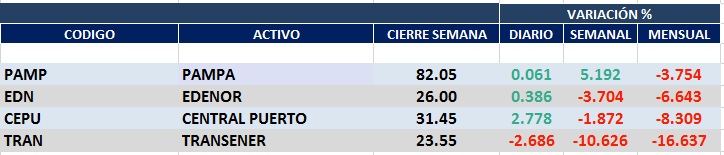 VARIACIÓN %
CODIGO ACTIVO CIERRE SEMANA DIARIO SEMANAL MENSUAL
PAMP PAMPA 82.05 0.061 5.192 -3.754
EDN EDENOR 26.00 0.386 -3.704 -6.643
CEPU CENTRAL PUERTO 31.45 2.778 -1.872 -8.309
TRAN TRANSENER 23.55 -2.686 -10.626 -16.637